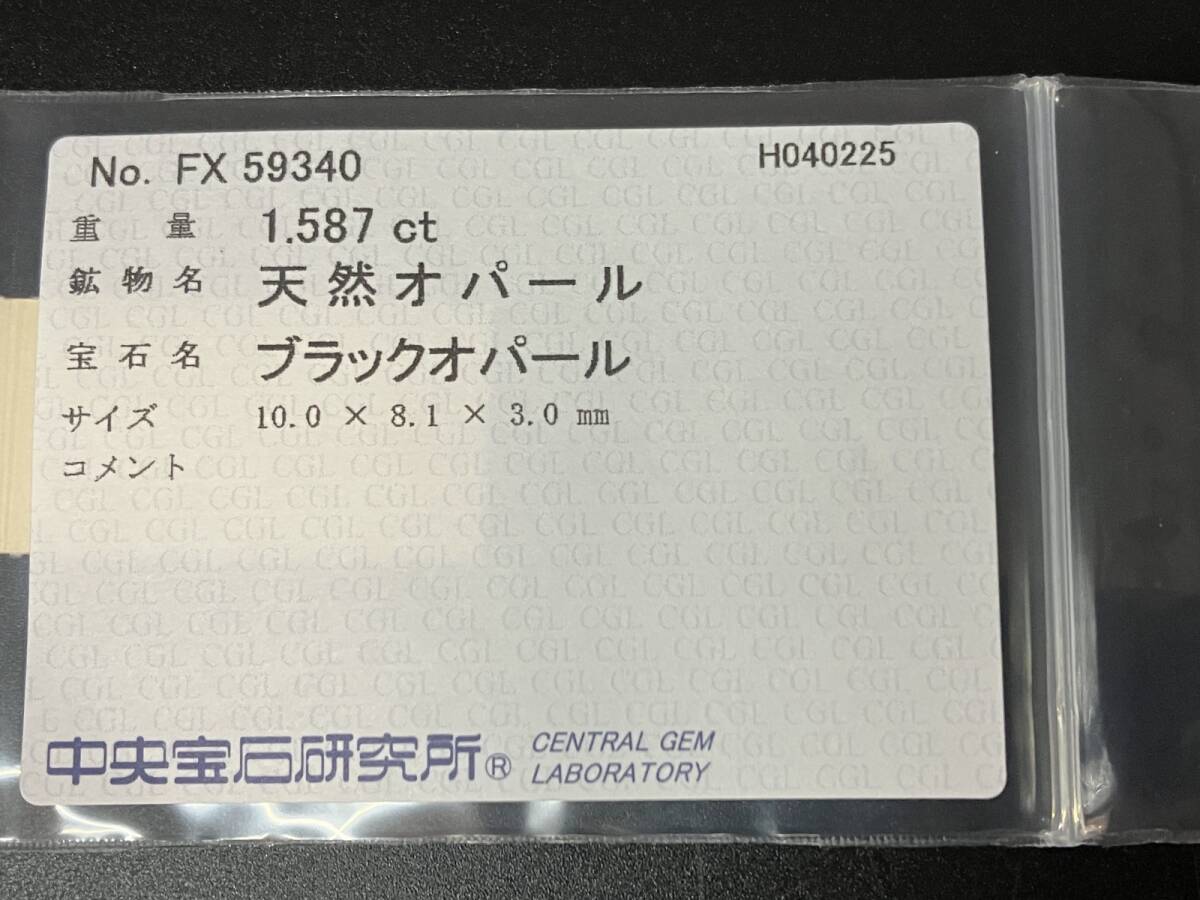 No. FX 59340 H040225
重量 1.587 ct
鉱物名 天然オパール
宝石名 ブラックオパール
サイズ 10.0 × 8.1 × 3.0 ㎜
コメント
中央宝石研究所® CENTRAL GEM
LABORATORY